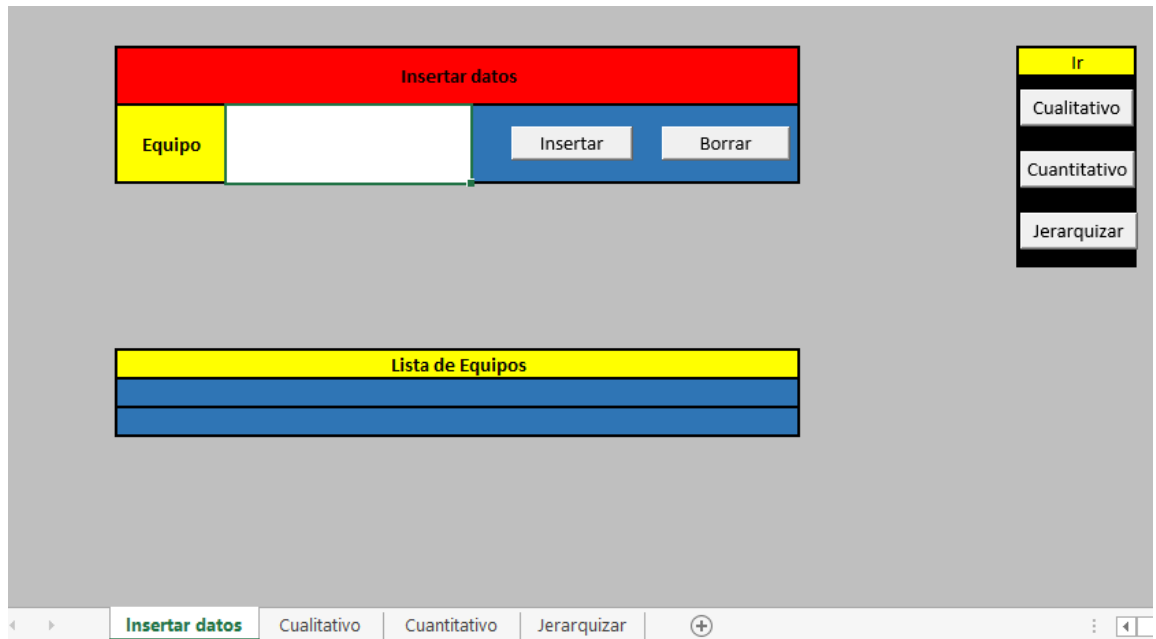 Insertar datos
Equipo
Insertar
Borrar
Ir
Cualitativo
Cuantitativo
Jerarquizar
Lista de Equipos
Insertar datos
Cualitativo
Cuantitativo
Jerarquizar